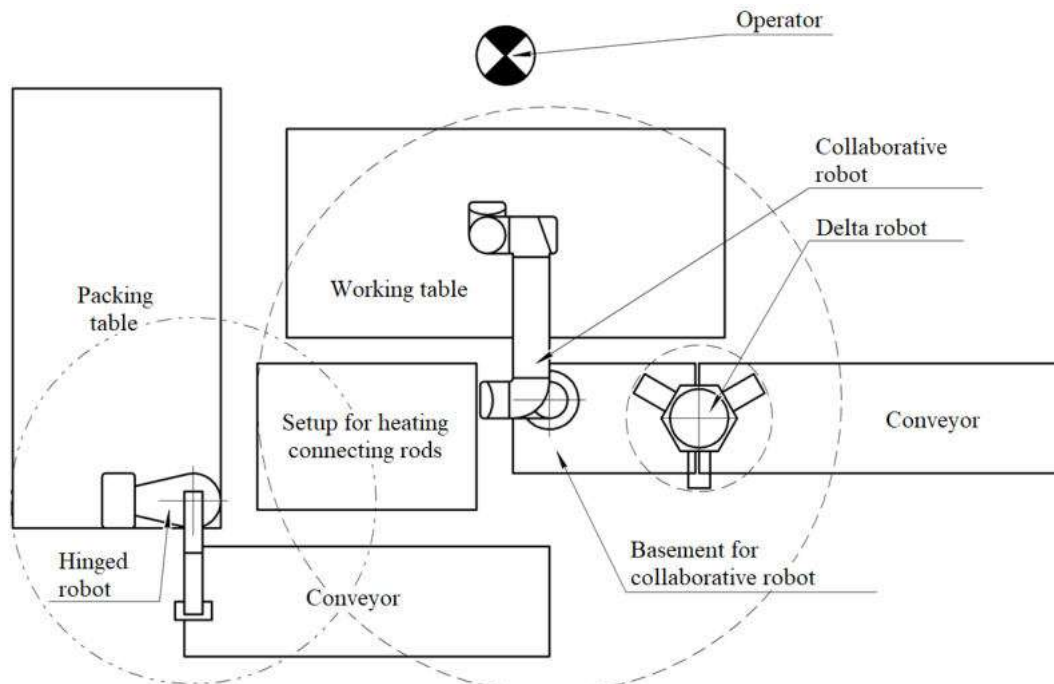 Operator
Collaborative
robot
Delta robot
Working table
Packing
table
Setup for heating
connecting rods
Conveyor
Hinged
robot
Basement for
collaborative robot
Conveyor